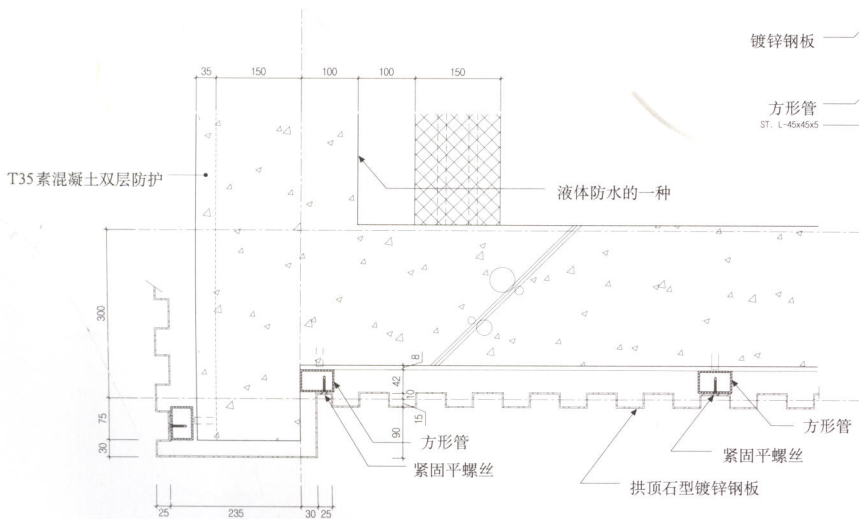 镀锌钢板
35 150 100 100 150
方形管
ST. L-45x45x5
T35素混凝土双层防护
液体防水的一种
300
8
42
10
15
75
90
30
方形管
紧固平螺丝
方形管
紧固平螺丝
拱顶石型镀锌钢板
25 235 30 25